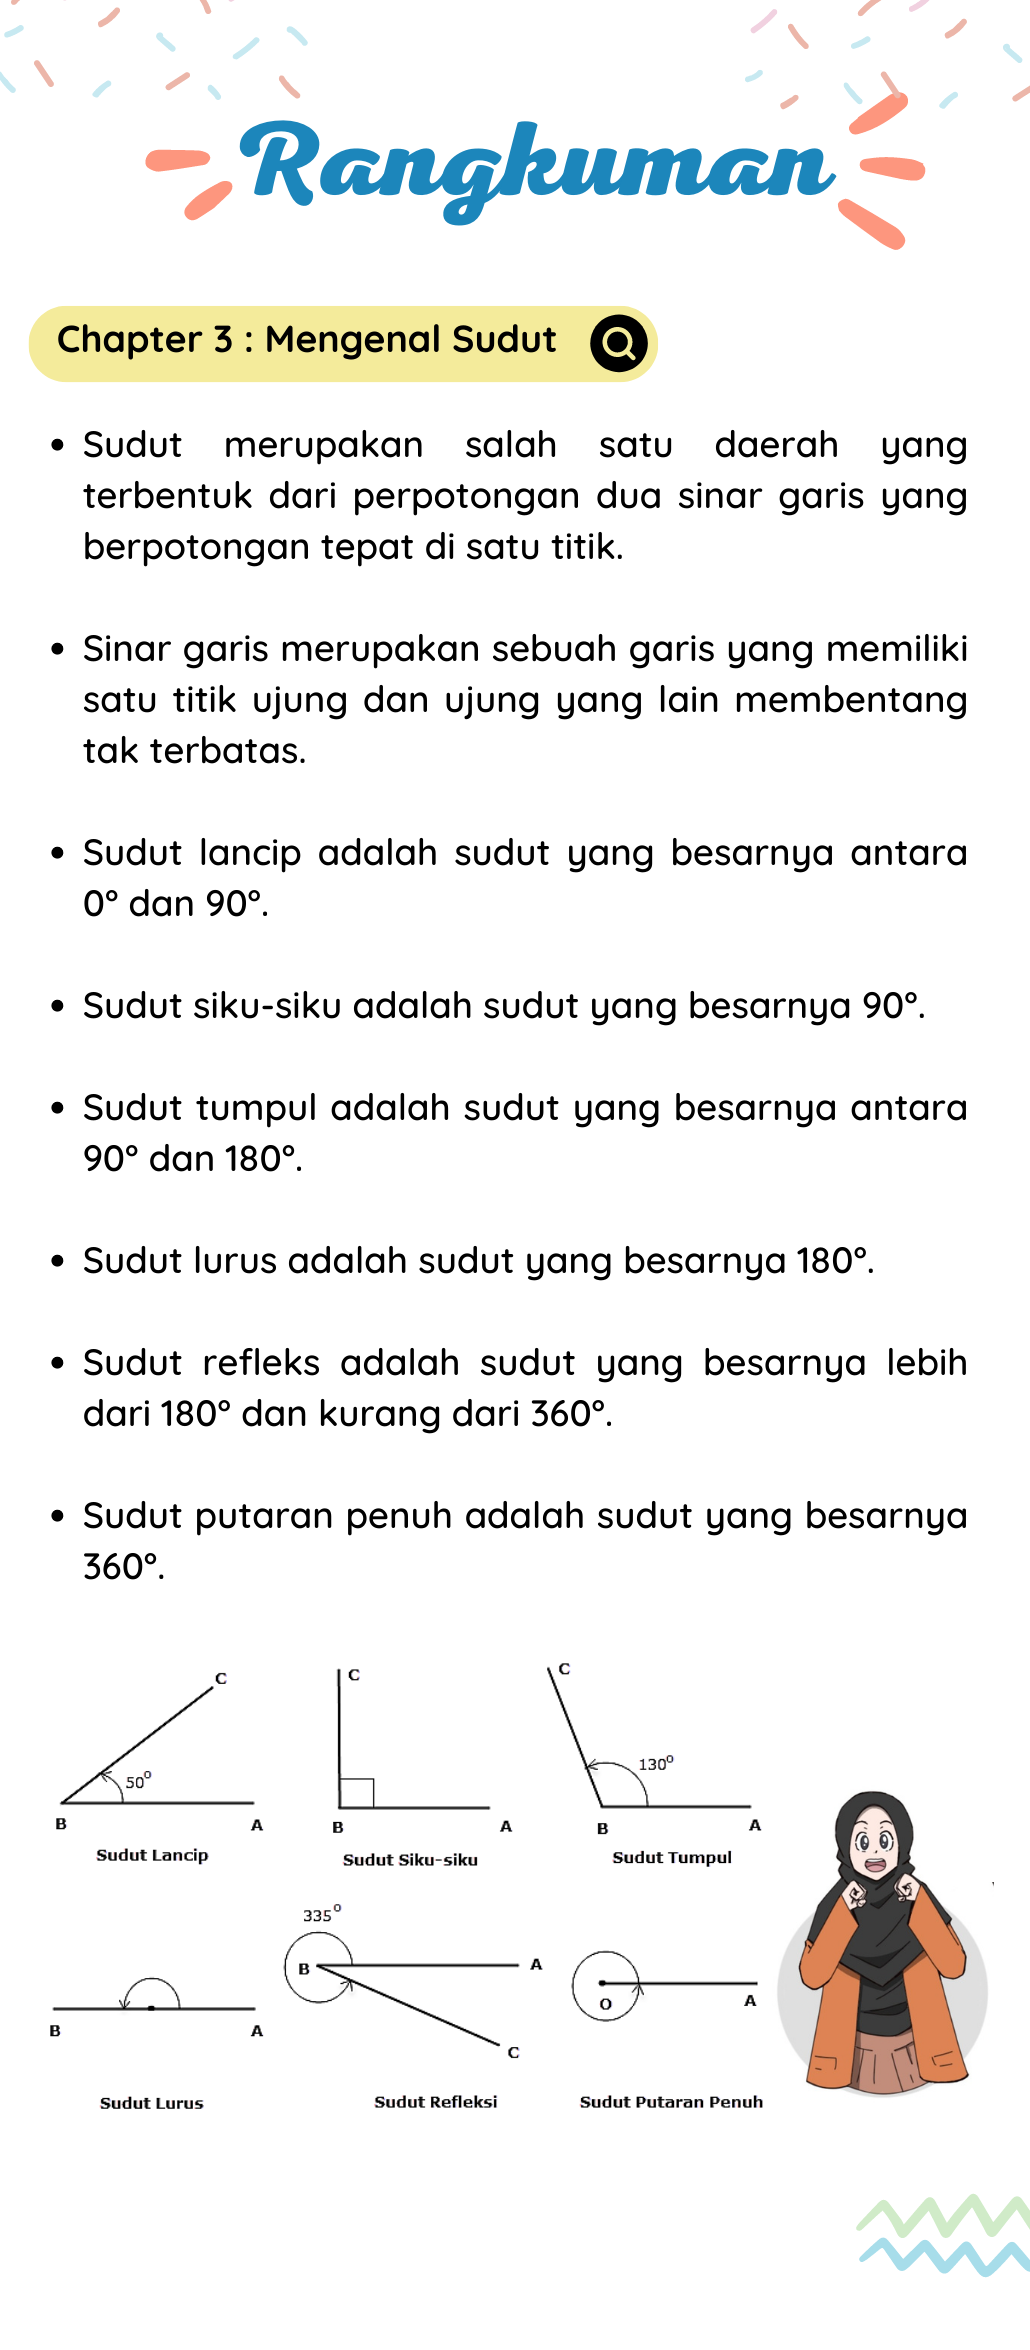 Rangkuman
Chapter 3 : Mengenal Sudut
• Sudut merupakan salah satu daerah yang
terbentuk dari perpotongan dua sinar garis yang
berpotongan tepat di satu titik.
• Sinar garis merupakan sebuah garis yang memiliki
satu titik ujung dan ujung yang lain membentang
tak terbatas.
• Sudut lancip adalah sudut yang besarnya antara
0° dan 90°.
• Sudut siku-siku adalah sudut yang besarnya 90°.
• Sudut tumpul adalah sudut yang besarnya antara
90° dan 180°.
• Sudut lurus adalah sudut yang besarnya 180°.
• Sudut refleks adalah sudut yang besarnya lebih
dari 180° dan kurang dari 360°.
• Sudut putaran penuh adalah sudut yang besarnya
360°.
C
50°
B A
Sudut Lancip
C
B A
Sudut Siku-siku
C
130°
B A
Sudut Tumpul
B A
Sudut Lurus
335°
B A
C
Sudut Refleksi
O A
Sudut Putaran Penuh